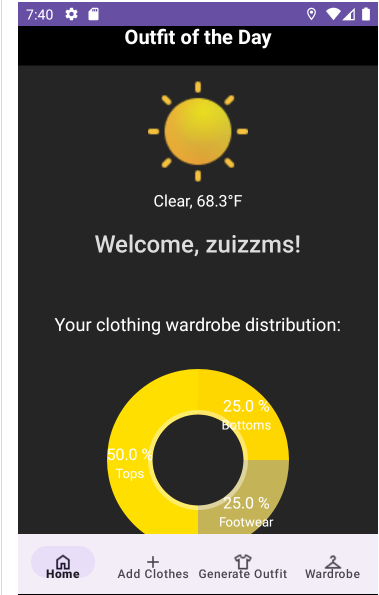 7:40
Outfit of the Day
Clear, 68.3°F
Welcome, zuizzms!
Your clothing wardrobe distribution:
25.0 %
Bottoms
50.0 %
Tops
25.0 %
Footwear
Home
Add Clothes
Generate Outfit
Wardrobe